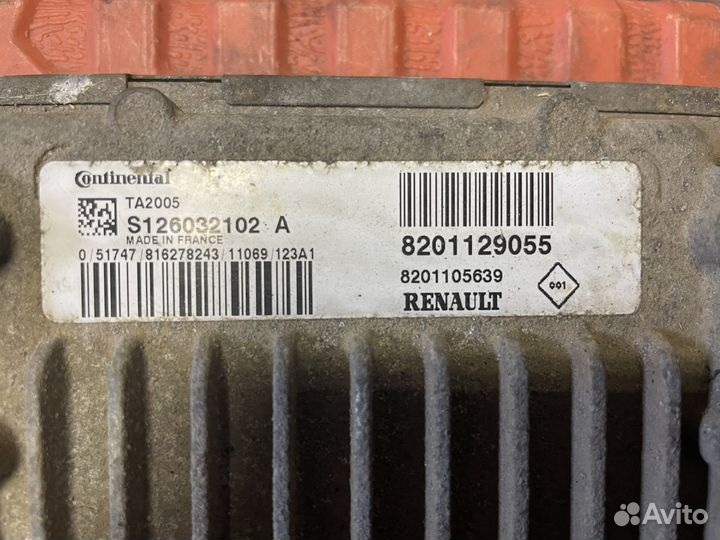 Continental
TA2005
S126032102 A
MADE IN FRANCE
0/51747/816278243/11069/123A1
8201129055
8201105639
RENAULT
001
Avito